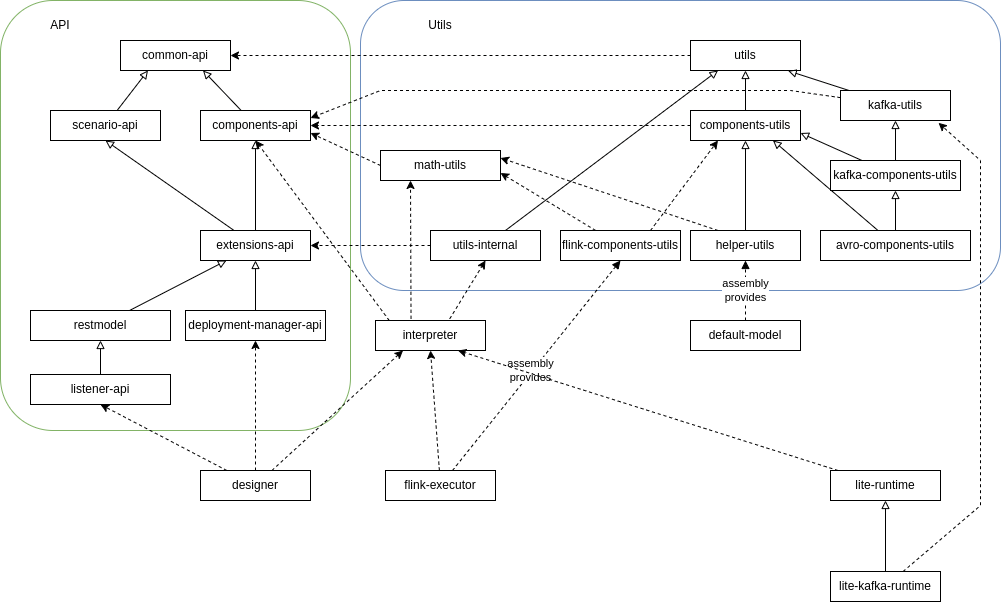 API
Utils
common-api
utils
kafka-utils
scenario-api
components-api
components-utils
math-utils
kafka-components-utils
extensions-api
utils-internal
flink-components-utils
helper-utils
avro-components-utils
assembly
provides
restmodel
deployment-manager-api
interpreter
default-model
assembly
provides
listener-api
designer
flink-executor
lite-runtime
lite-kafka-runtime